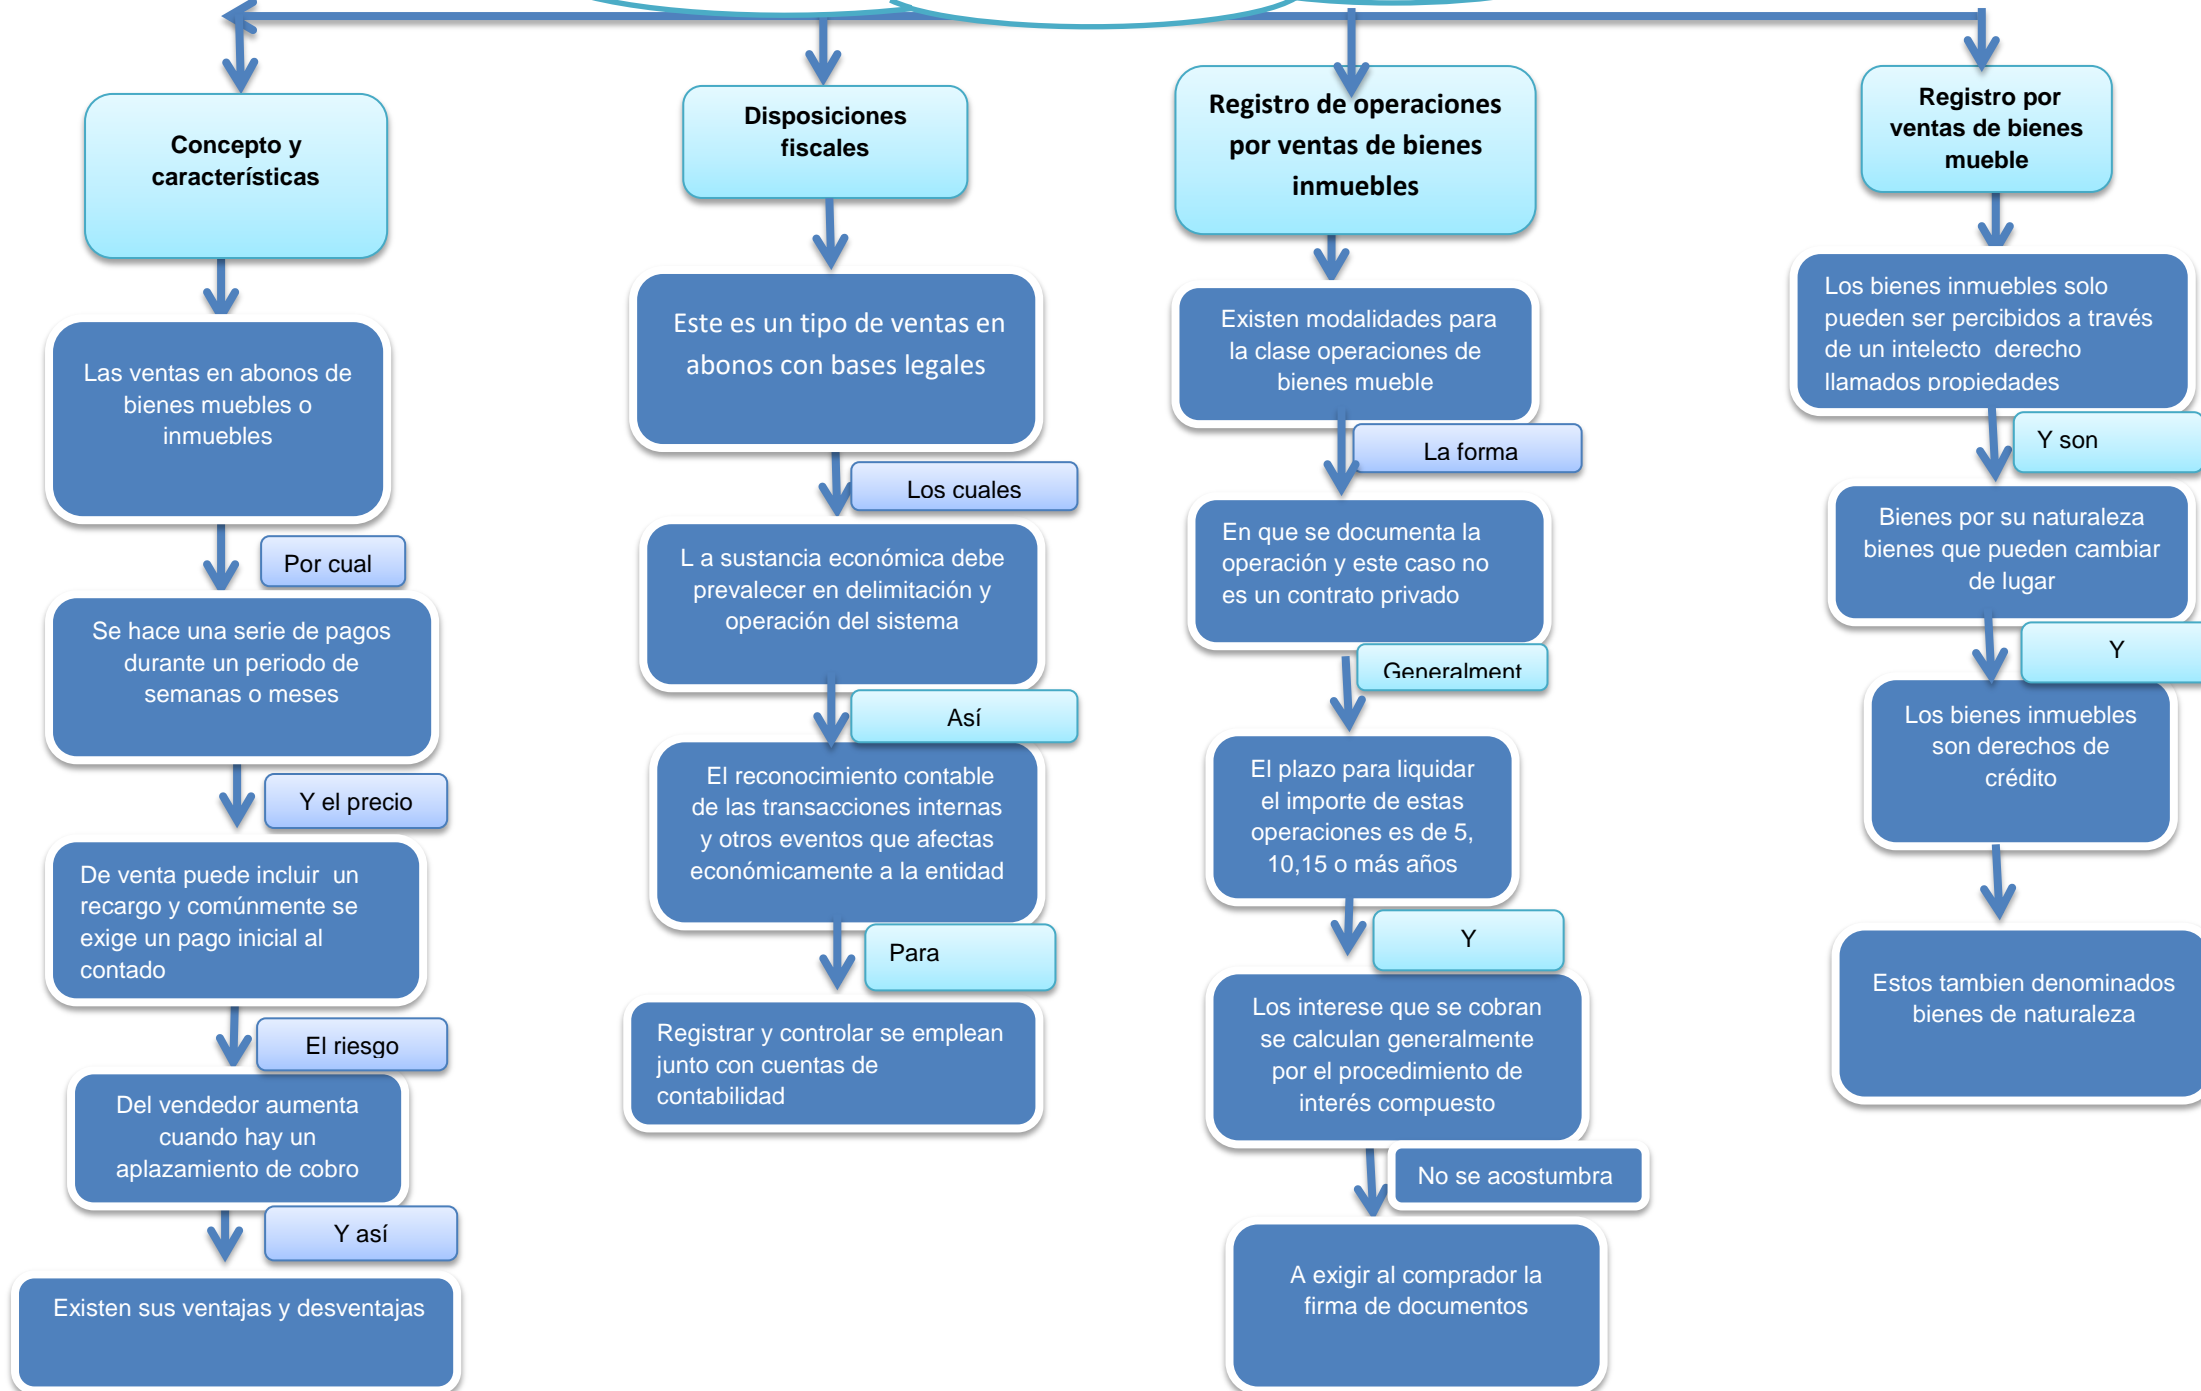 Concepto y
características
Las ventas en abonos de
bienes muebles o
inmuebles
Por cual
Se hace una serie de pagos
durante un periodo de
semanas o meses
Y el precio
De venta puede incluir  un
recargo y comúnmente se
exige un pago inicial al
contado
El riesgo
Del vendedor aumenta
cuando hay un
aplazamiento de cobro
Y así
Existen sus ventajas y desventajas
Disposiciones
fiscales
Este es un tipo de ventas en
abonos con bases legales
Los cuales
L a sustancia económica debe
prevalecer en delimitación y
operación del sistema
Así
El reconocimiento contable
de las transacciones internas
y otros eventos que afectas
económicamente a la entidad
Para
Registrar y controlar se emplean
junto con cuentas de
contabilidad
Registro de operaciones
por ventas de bienes
inmuebles
Existen modalidades para
la clase operaciones de
bienes mueble
La forma
En que se documenta la
operación y este caso no
es un contrato privado
Generalment
El plazo para liquidar
el importe de estas
operaciones es de 5,
10,15 o más años
Y
Los interese que se cobran
se calculan generalmente
por el procedimiento de
interés compuesto
No se acostumbra
A exigir al comprador la
firma de documentos
Registro por
ventas de bienes
mueble
Los bienes inmuebles solo
pueden ser percibidos a través
de un intelecto  derecho
llamados propiedades
Y son
Bienes por su naturaleza
bienes que pueden cambiar
de lugar
Y
Los bienes inmuebles
son derechos de
crédito
Estos tambien denominados
bienes de naturaleza